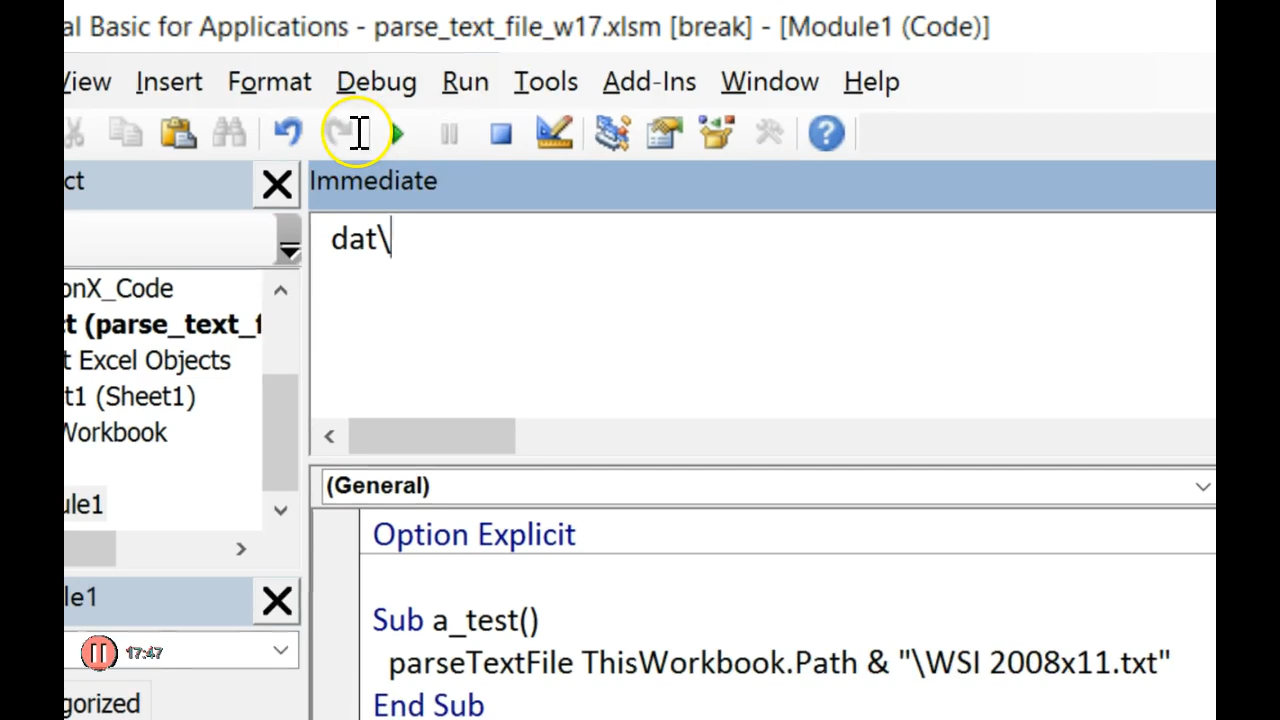 al Basic for Applications - parse_text_file_w17.xlsm [break] - [Module1 (Code)]
View Insert Format Debug Run Tools Add-Ins Window Help
ct
Immediate
dat\
onX_Code
ct (parse_text_f
t Excel Objects
t1 (Sheet1)
Workbook
ule1
(General)
Option Explicit
le1
Sub a_test()
17:47
parseTextFile ThisWorkbook.Path & "\WSI 2008x11.txt"
gorized
End Sub